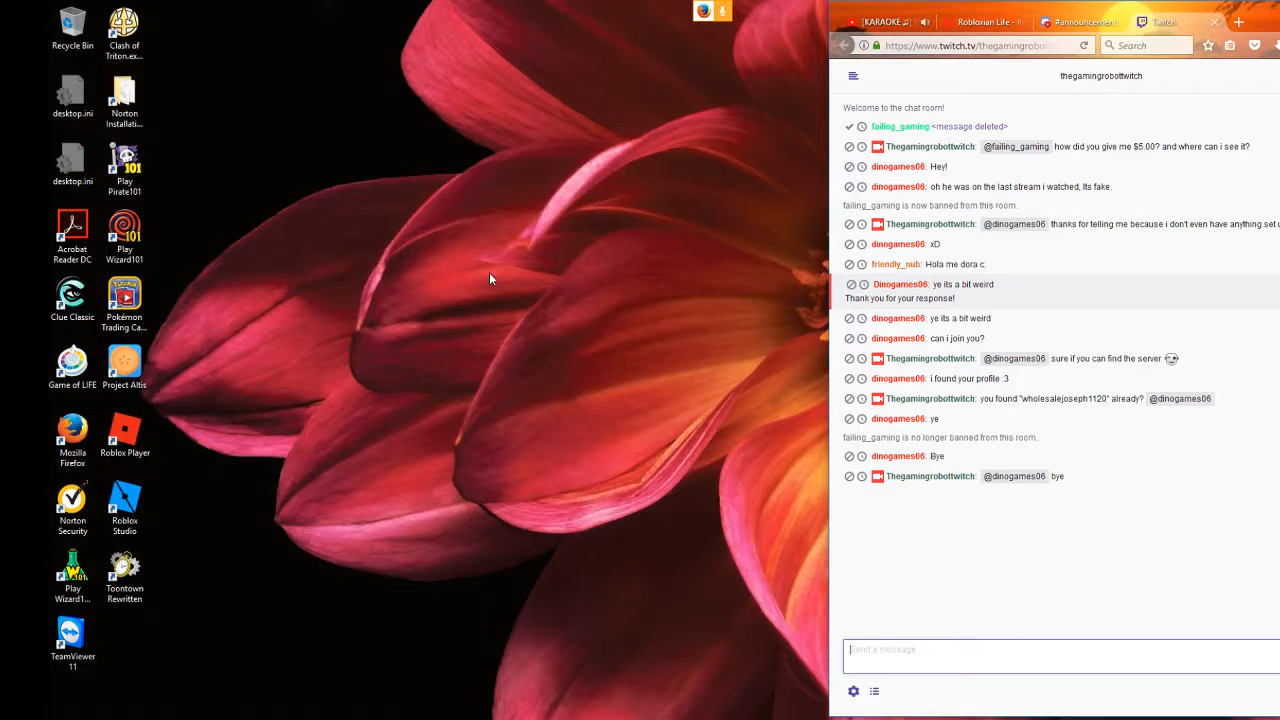 Recycle Bin
Clash of
Triton.ex...
desktop.ini
Norton
Installati...
desktop.ini
Play
Pirate101
Acrobat
Reader DC
Play
Wizard101
Clue Classic
Pokémon
Trading Ca...
Game of LIFE
Project Altis
Mozilla
Firefox
Roblox Player
Norton
Security
Roblox
Studio
Play
Wizard1...
Toontown
Rewritten
TeamViewer
11
[KARAOKE ♫]
Robloxian Life - R
#announcemen
Twitch
https://www.twitch.tv/thegamingrobottwitch
Search
thegamingrobottwitch
Welcome to the chat room!
failing_gaming <message deleted>
Thegamingrobottwitch: @failing_gaming how did you give me $5.00? and where can i see it?
dinogames06: Hey!
dinogames06: oh he was on the last stream i watched, Its fake.
failing_gaming is now banned from this room.
Thegamingrobottwitch: @dinogames06 thanks for telling me because i don't even have anything set u
dinogames06: xD
friendly_nub: Hola me dora c:
Dinogames06: ye its a bit weird
Thank you for your response!
dinogames06: ye its a bit weird
dinogames06: can i join you?
Thegamingrobottwitch: @dinogames06 sure if you can find the server
dinogames06: i found your profile :3
Thegamingrobottwitch: you found "wholesalejoseph1120" already? @dinogames06
dinogames06: ye
failing_gaming is no longer banned from this room.
dinogames06: Bye
Thegamingrobottwitch: @dinogames06 bye
Send a message